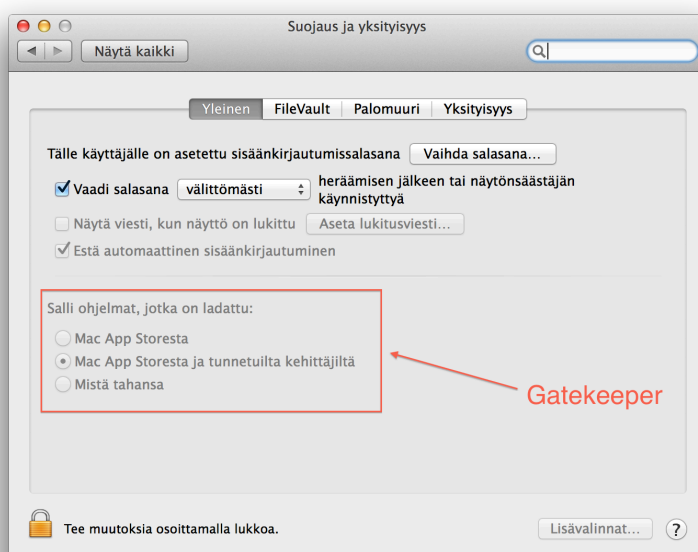 Suojaus ja yksityisyys
Näytä kaikki
Yleinen FileVault Palomuuri Yksityisyys
Tälle käyttäjälle on asetettu sisäänkirjautumissalasana Vaihda salasana...
Vaadi salasana välittömästi heräämisen jälkeen tai näytönsäästäjän
käynnistyttyä
Näytä viesti, kun näyttö on lukittu Aseta lukitusviesti...
Estä automaattinen sisäänkirjautuminen
Salli ohjelmat, jotka on ladattu:
Mac App Storesta
Mac App Storesta ja tunnetuilta kehittäjiltä
Mistä tahansa
Gatekeeper
Tee muutoksia osoittamalla lukkoa. Lisävalinnat... ?